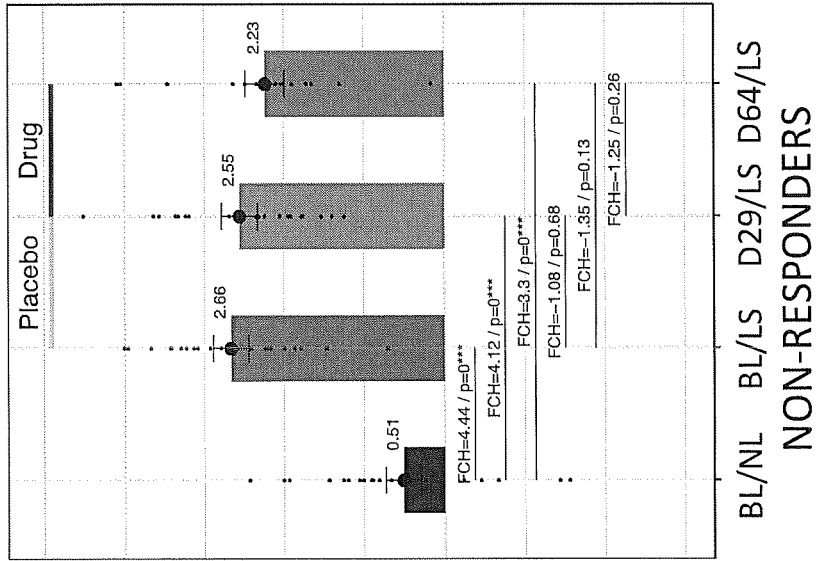 Placebo Drug
2.23
2.55
2.66
0.51
FCH=4.44 / p=0***
FCH=4.12 / p=0***
FCH=3.3 / p=0***
FCH=−1.08 / p=0.68
FCH=−1.35 / p=0.13
FCH=−1.25 / p=0.26
BL/NL BL/LS D29/LS D64/LS
NON-RESPONDERS